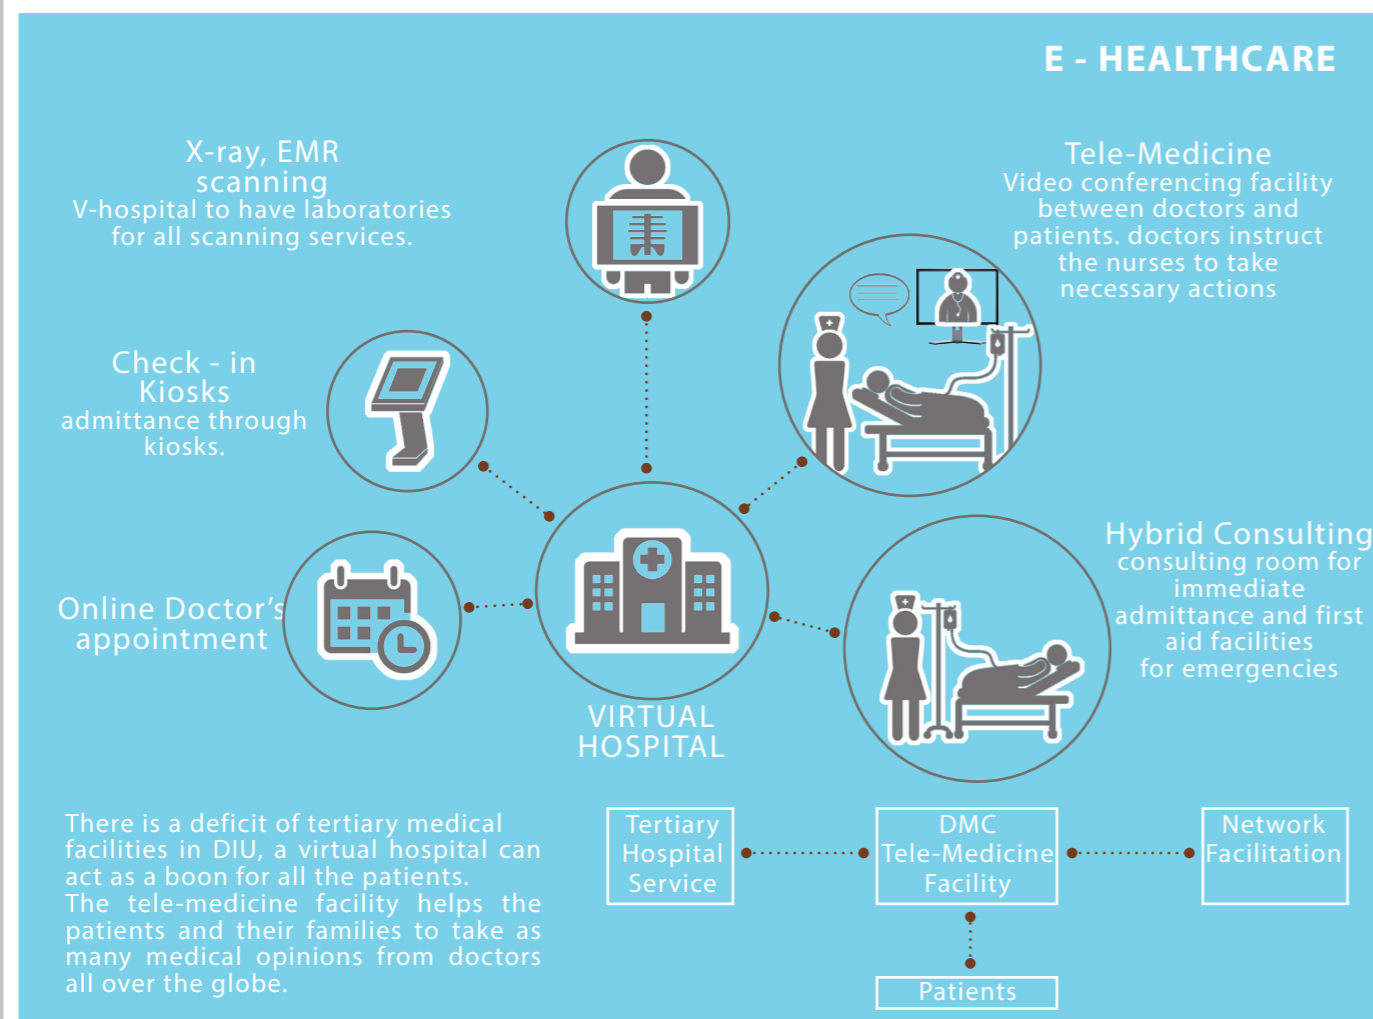 E - HEALTHCARE
X-ray, EMR
scanning
V-hospital to have laboratories
for all scanning services.
Tele-Medicine
Video conferencing facility
between doctors and
patients. doctors instruct
the nurses to take
necessary actions
Check - in
Kiosks
admittance through
kiosks.
Online Doctor’s
appointment
Hybrid Consulting
consulting room for
immediate
admittance and first
aid facilities
for emergencies
VIRTUAL
HOSPITAL
There is a deficit of tertiary medical
facilities in DIU, a virtual hospital can
act as a boon for all the patients.
The tele-medicine facility helps the
patients and their families to take as
many medical opinions from doctors
all over the globe.
Tertiary
Hospital
Service
DMC
Tele-Medicine
Facility
Network
Facilitation
Patients